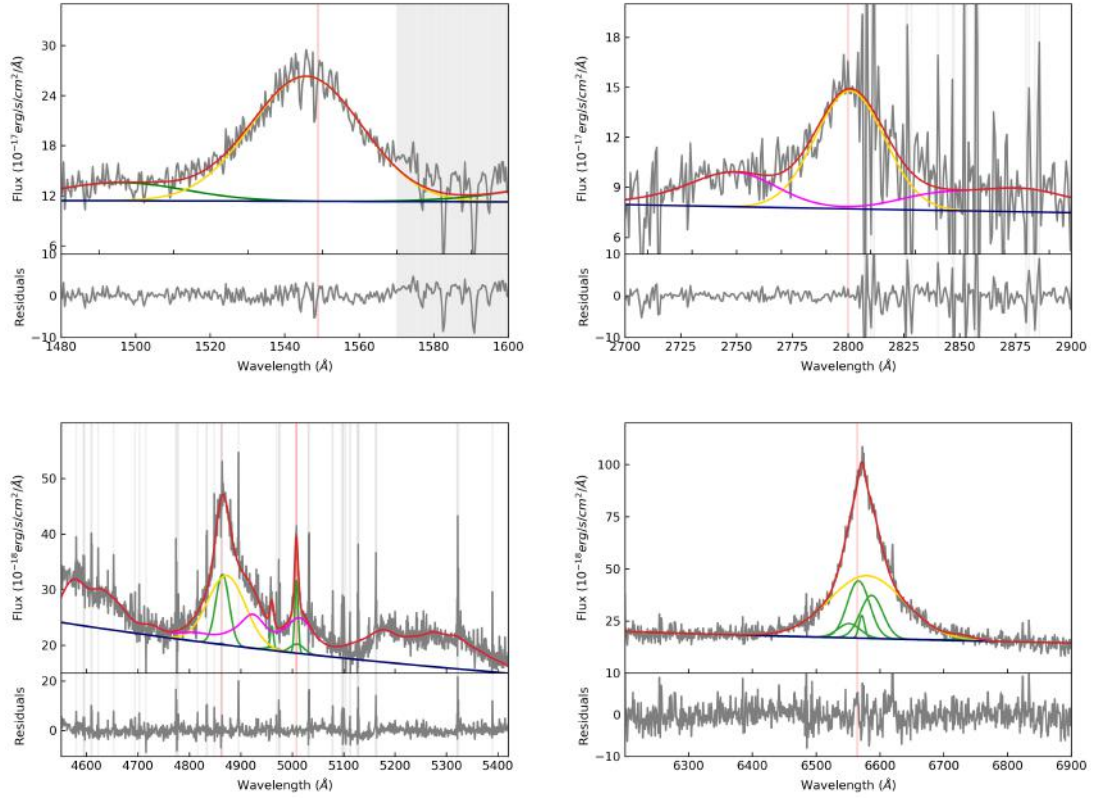 Flux (10⁻¹⁷erg/s/cm²/Å)
30
24
18
12
6
Residuals
10
0
−10
1480 1500 1520 1540 1560 1580 1600
Wavelength (Å)
Flux (10⁻¹⁷erg/s/cm²/Å)
18
15
12
9
6
Residuals
10
0
−10
2700 2725 2750 2775 2800 2825 2850 2875 2900
Wavelength (Å)
Flux (10⁻¹⁸erg/s/cm²/Å)
50
40
30
20
Residuals
20
0
4600 4700 4800 4900 5000 5100 5200 5300 5400
Wavelength (Å)
Flux (10⁻¹⁸erg/s/cm²/Å)
100
75
50
25
Residuals
10
0
−10
6300 6400 6500 6600 6700 6800 6900
Wavelength (Å)